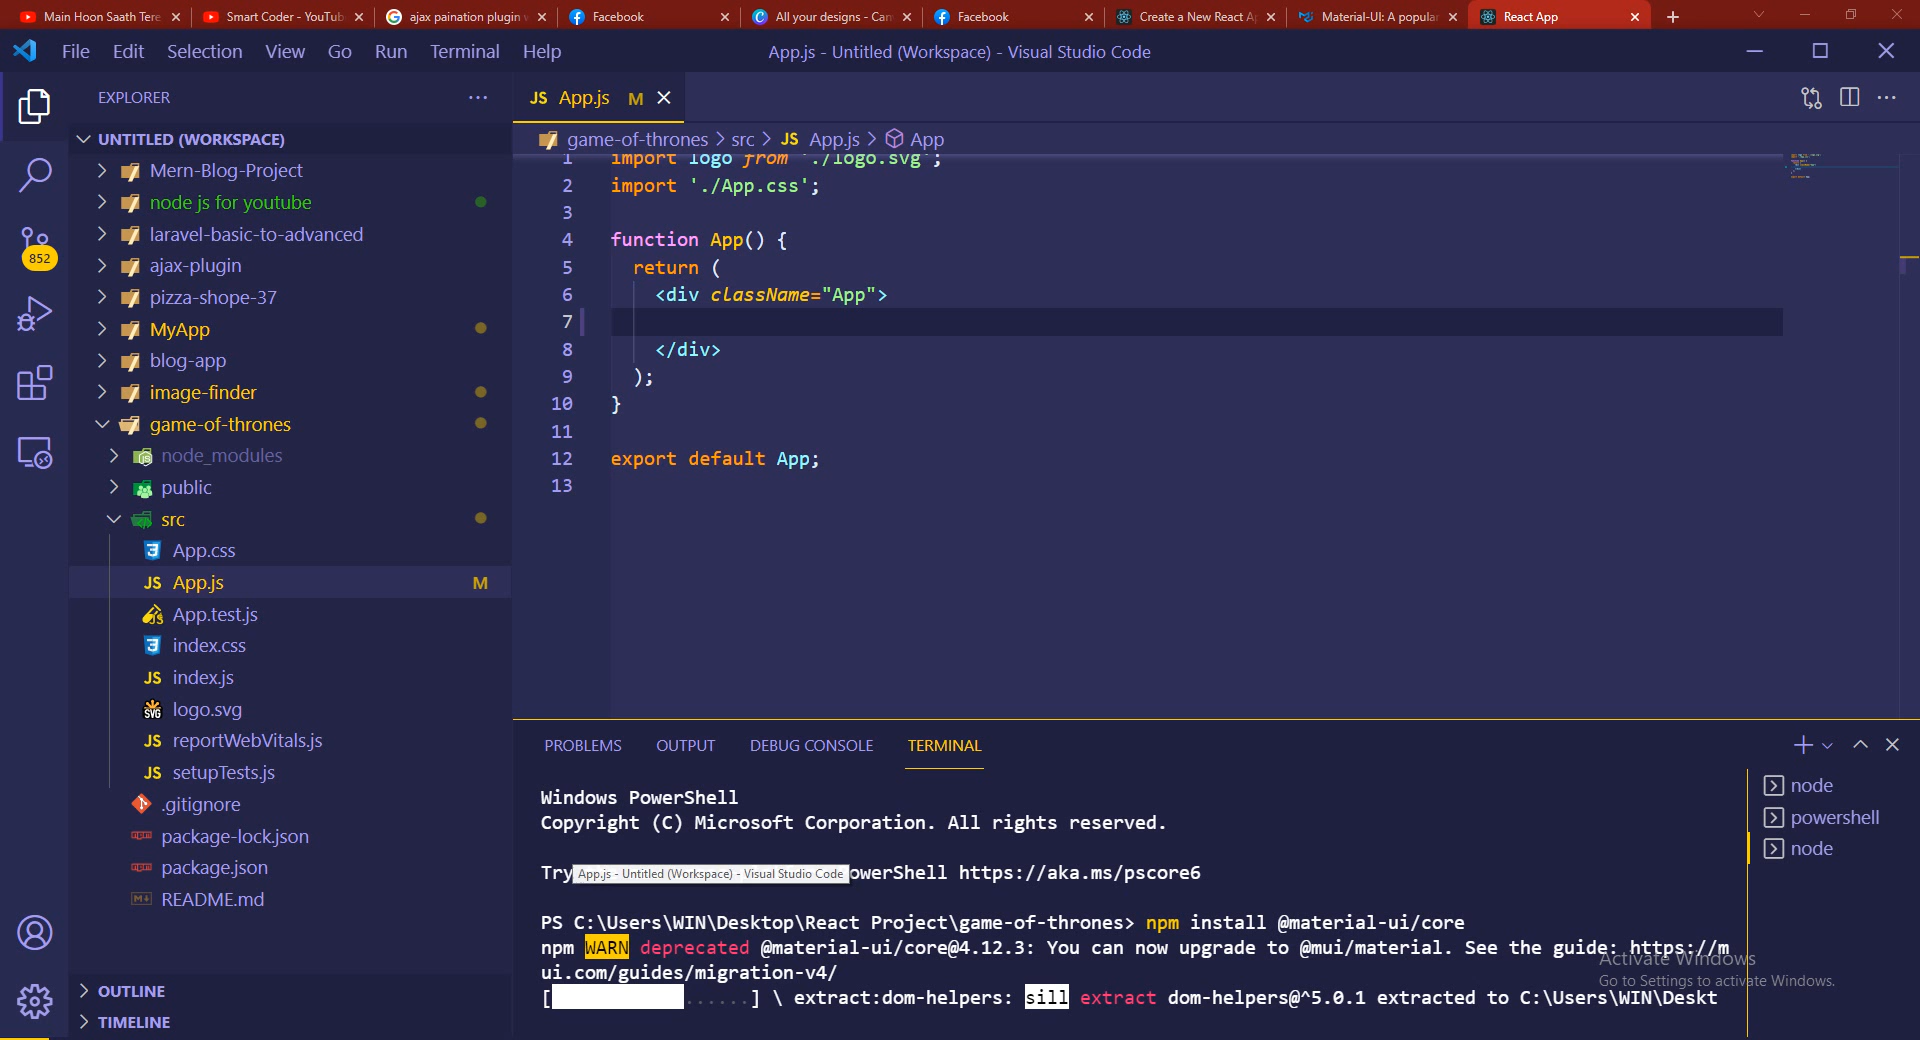 Main Hoon Saath Tere
Smart Coder - YouTub
ajax paination plugin
Facebook
All your designs - Can
Facebook
Create a New React A
Material-UI: A popular
React App
File Edit Selection View Go Run Terminal Help
App.js - Untitled (Workspace) - Visual Studio Code
EXPLORER
UNTITLED (WORKSPACE)
Mern-Blog-Project
node js for youtube
laravel-basic-to-advanced
852
ajax-plugin
pizza-shope-37
MyApp
blog-app
image-finder
game-of-thrones
node_modules
public
src
App.css
JS App.js M
App.test.js
index.css
JS index.js
SVG logo.svg
JS reportWebVitals.js
JS setupTests.js
.gitignore
package-lock.json
package.json
README.md
OUTLINE
TIMELINE
JS App.js M
game-of-thrones > src > JS App.js > App
1 import logo from './logo.svg';
2 import './App.css';
3
4 function App() {
5 return (
6 <div className="App">
7
8 </div>
9 );
10 }
11
12 export default App;
13
PROBLEMS OUTPUT DEBUG CONSOLE TERMINAL
Windows PowerShell
Copyright (C) Microsoft Corporation. All rights reserved.
Try
App.js - Untitled (Workspace) - Visual Studio Code
owerShell https://aka.ms/pscore6
PS C:\Users\WIN\Desktop\React Project\game-of-thrones> npm install @material-ui/core
npm WARN deprecated @material-ui/core@4.12.3: You can now upgrade to @mui/material. See the guide: https://m
ui.com/guides/migration-v4/
[ ......] \ extract:dom-helpers: sill extract dom-helpers@^5.0.1 extracted to C:\Users\WIN\Deskt
node
powershell
node
Activate Windows
Go to Settings to activate Windows.